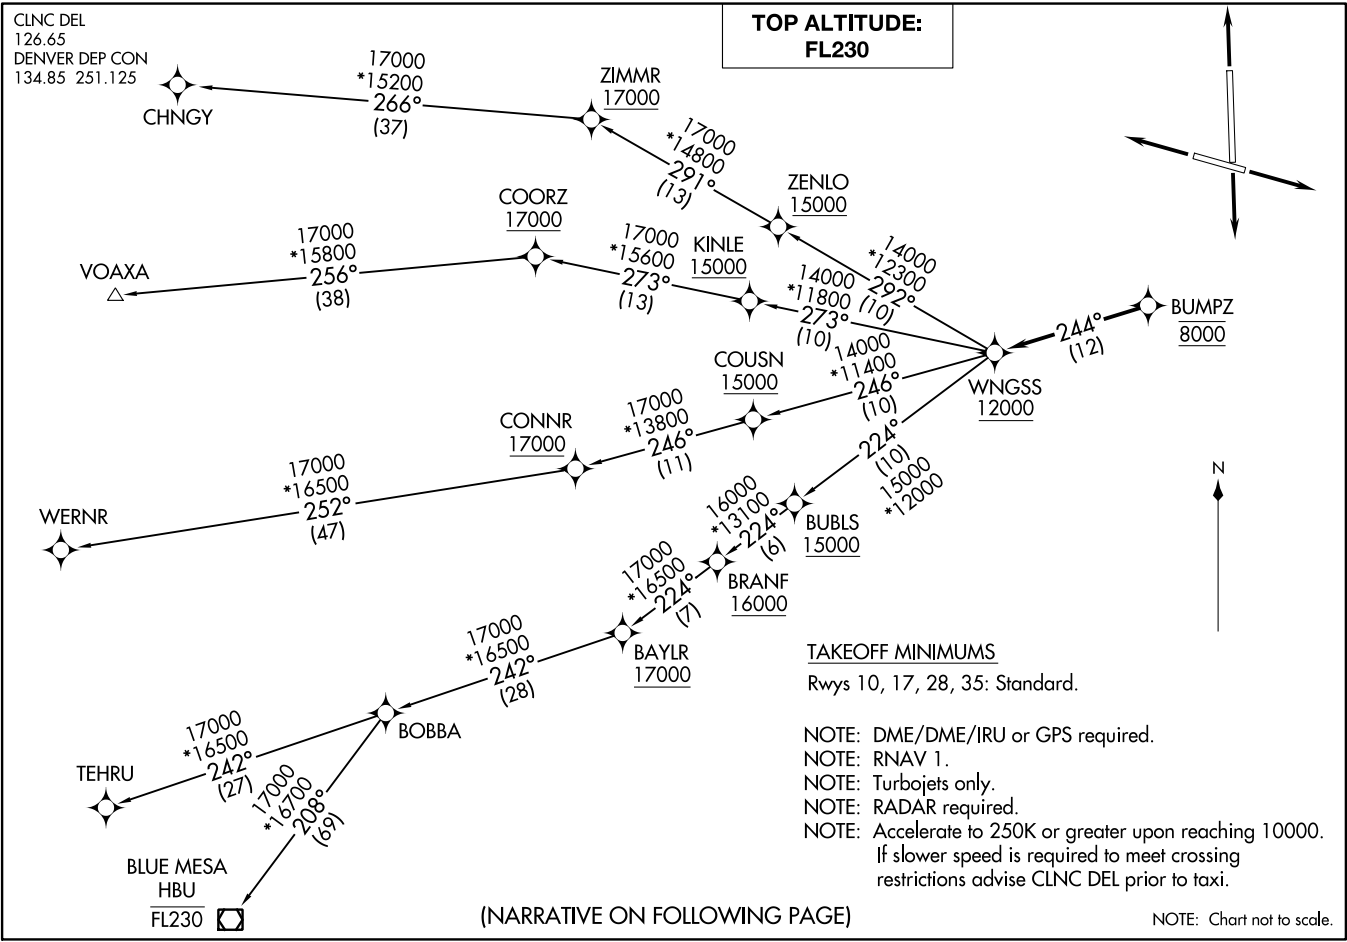 CLNC DEL
126.65
DENVER DEP CON
134.85 251.125
TOP ALTITUDE:
FL230
CHNGY
17000
*15200
266°
(37)
ZIMMR
17000
17000
*14800
291°
(13)
ZENLO
15000
14000
*12300
292°
(10)
VOAXA
17000
*15800
256°
(38)
COORZ
17000
17000
*15600
273°
(13)
KINLE
15000
14000
*11800
273°
(10)
BUMPZ
8000
244°
(12)
WNGSS
12000
14000
*11400
246°
(10)
COUSN
15000
17000
*13800
246°
(11)
CONNR
17000
17000
*16500
252°
(47)
WERNR
224°
(10)
15000
*12000
BUBLS
15000
16000
*13100
224°
(6)
BRANF
16000
17000
*16500
224°
(7)
BAYLR
17000
17000
*16500
242°
(28)
BOBBA
17000
*16500
242°
(27)
TEHRU
17000
*16700
208°
(69)
BLUE MESA
HBU
FL230
N
TAKEOFF MINIMUMS
Rwys 10, 17, 28, 35: Standard.
NOTE: DME/DME/IRU or GPS required.
NOTE: RNAV 1.
NOTE: Turbojets only.
NOTE: RADAR required.
NOTE: Accelerate to 250K or greater upon reaching 10000.
If slower speed is required to meet crossing
restrictions advise CLNC DEL prior to taxi.
(NARRATIVE ON FOLLOWING PAGE)
NOTE: Chart not to scale.